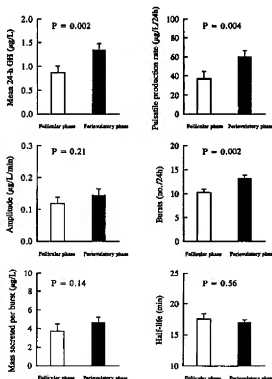 Mean 24-h GH (μg/L)
2.0
1.5
1.0
0.5
0.0
P = 0.002
Follicular phase Periovulatory phase
Pulsatile production rate (μg/L/24h)
100
80
60
40
20
0
P = 0.004
Follicular phase Periovulatory phase
Amplitude (μg/L/min)
0.3
0.2
0.1
0.0
P = 0.21
Follicular phase Periovulatory phase
Bursts (no./24h)
20
15
10
5
0
P = 0.002
Follicular phase Periovulatory phase
Mass secreted per burst (μg/L)
10
8
6
4
2
0
P = 0.14
Follicular phase Periovulatory phase
Half-life (min)
25
20
15
10
P = 0.56
Follicular phase Periovulatory phase